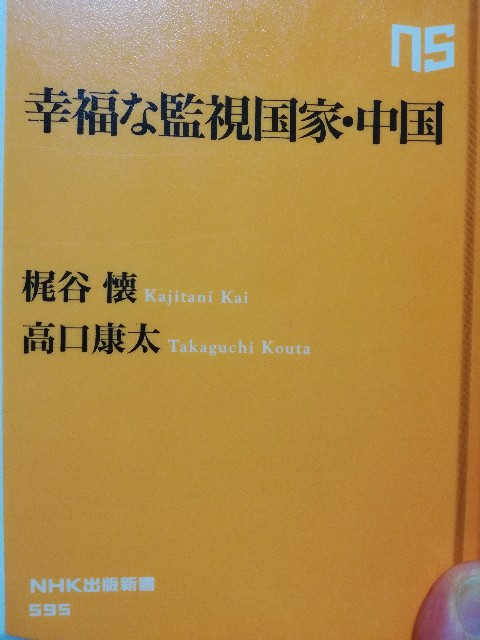 NS
幸福な監視国家・中国
梶谷 懐 Kajitani Kai
高口康太 Takaguchi Kouta
NHK出版新書
595